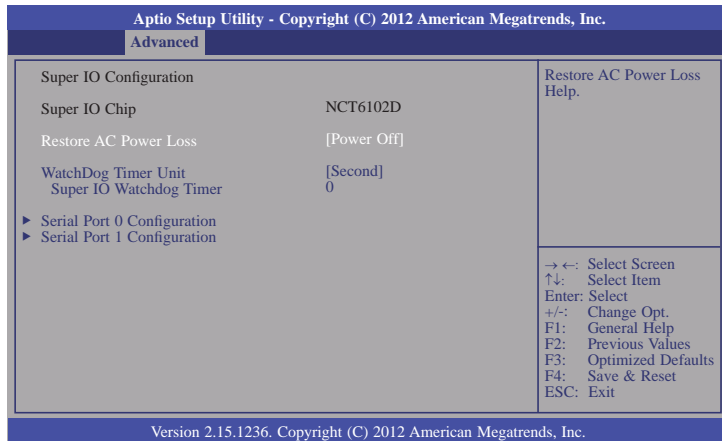 Aptio Setup Utility - Copyright (C) 2012 American Megatrends, Inc.
Advanced
Super IO Configuration
Super IO Chip NCT6102D
Restore AC Power Loss [Power Off]
WatchDog Timer Unit [Second]
Super IO Watchdog Timer 0
▶ Serial Port 0 Configuration
▶ Serial Port 1 Configuration
Restore AC Power Loss
Help.
→ ←: Select Screen
↑↓: Select Item
Enter: Select
+/-: Change Opt.
F1: General Help
F2: Previous Values
F3: Optimized Defaults
F4: Save & Reset
ESC: Exit
Version 2.15.1236. Copyright (C) 2012 American Megatrends, Inc.